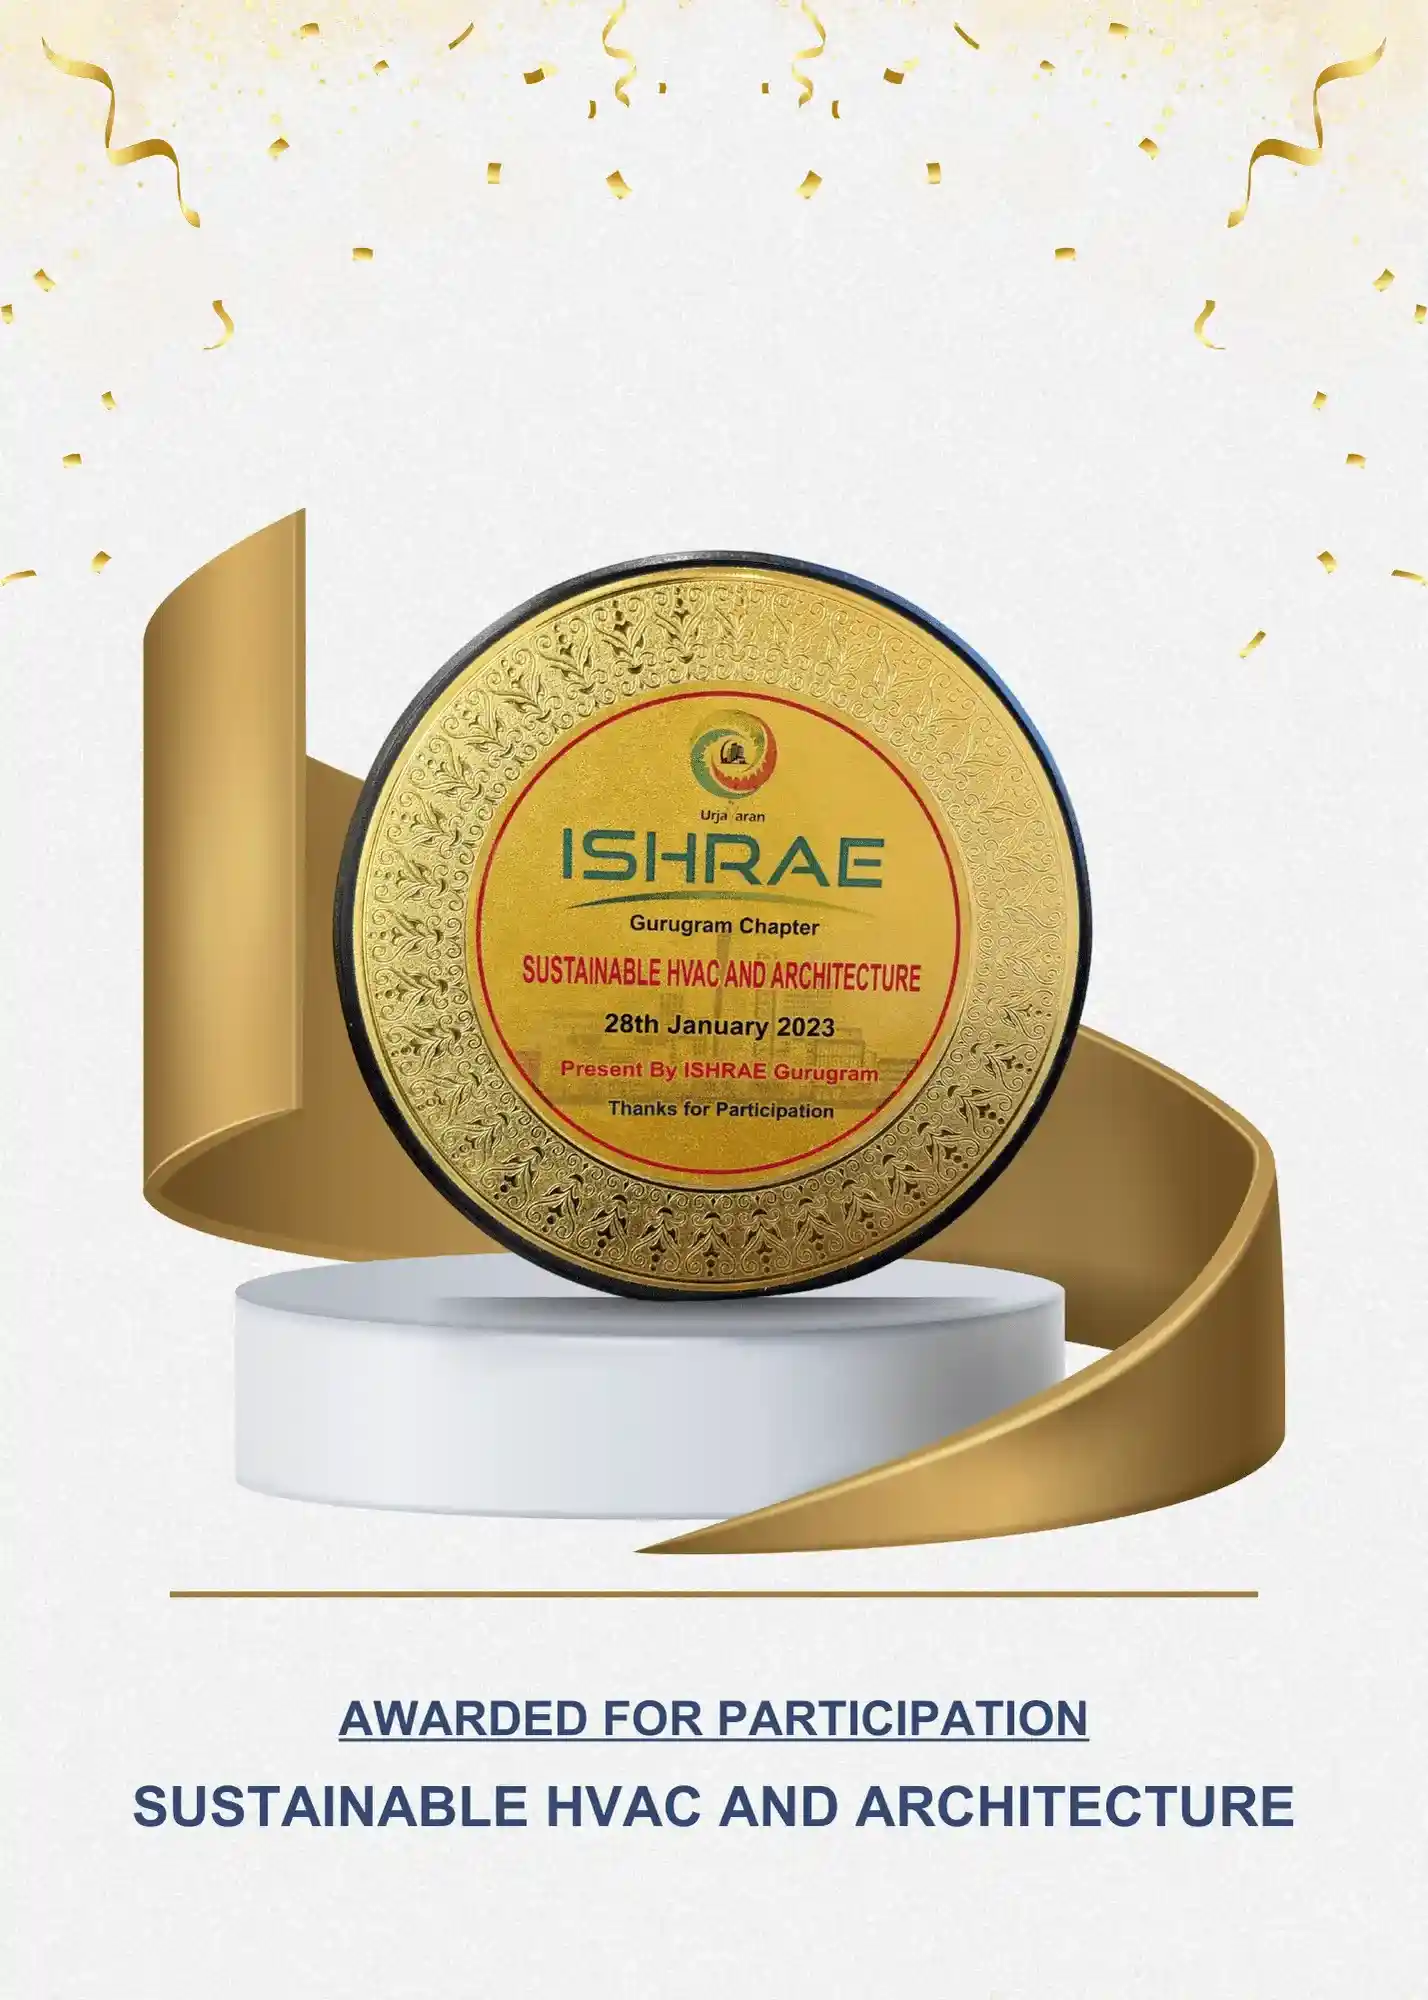 Urja aran
ISHRAE
Gurugram Chapter
SUSTAINABLE HVAC AND ARCHITECTURE
28th January 2023
Present By ISHRAE Gurugram
Thanks for Participation
AWARDED FOR PARTICIPATION
SUSTAINABLE HVAC AND ARCHITECTURE